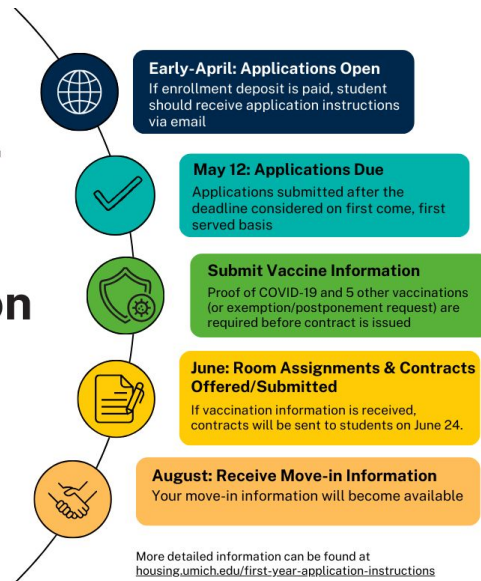 Early-April: Applications Open
If enrollment deposit is paid, student
should receive application instructions
via email
May 12: Applications Due
Applications submitted after the
deadline considered on first come, first
served basis
on
Submit Vaccine Information
Proof of COVID-19 and 5 other vaccinations
(or exemption/postponement request) are
required before contract is issued
June: Room Assignments & Contracts
Offered/Submitted
If vaccination information is received,
contracts will be sent to students on June 24.
August: Receive Move-in Information
Your move-in information will become available
More detailed information can be found at
housing.umich.edu/first-year-application-instructions